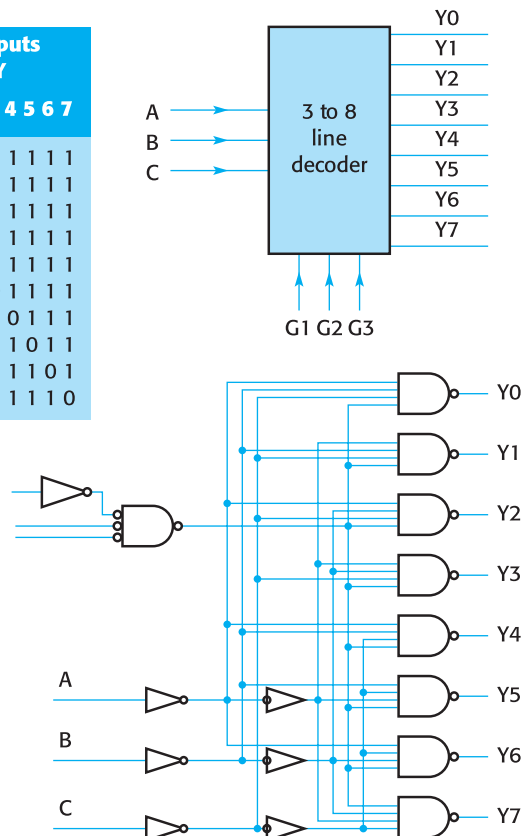 puts
Y
4 5 6 7
1 1 1 1
1 1 1 1
1 1 1 1
1 1 1 1
1 1 1 1
1 1 1 1
0 1 1 1
1 0 1 1
1 1 0 1
1 1 1 0
A
B
C
3 to 8
line
decoder
Y0
Y1
Y2
Y3
Y4
Y5
Y6
Y7
G1 G2 G3
Y0
Y1
Y2
Y3
Y4
Y5
Y6
Y7
A
B
C